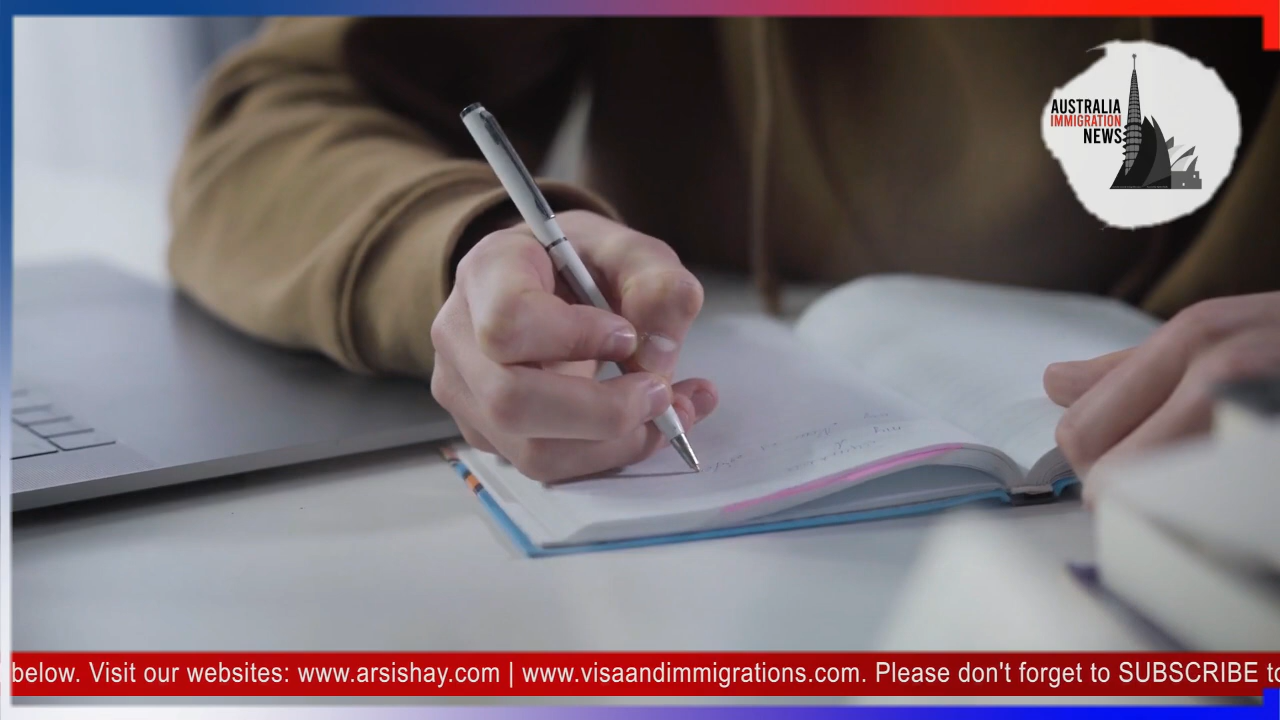 AUSTRALIA
IMMIGRATION
NEWS
below. Visit our websites: www.arsishay.com | www.visaandimmigrations.com. Please don't forget to SUBSCRIBE to